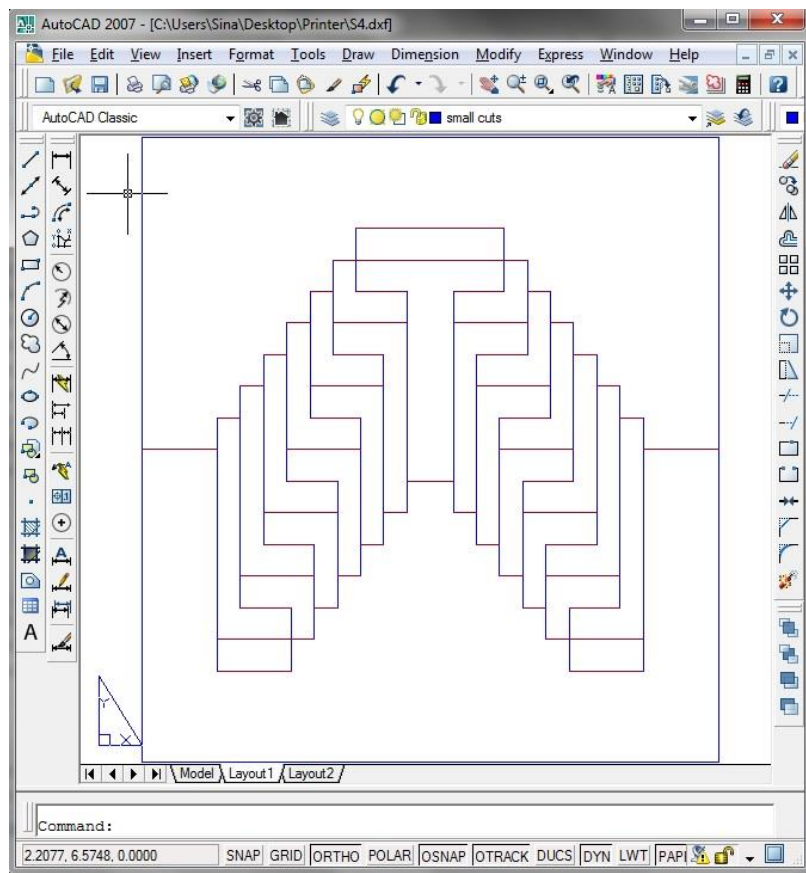 AutoCAD 2007 - [C:\Users\Sina\Desktop\Printer\S4.dxf]
File Edit View Insert Format Tools Draw Dimension Modify Express Window Help
AutoCAD Classic small cuts
A
Y
X
Model Layout1 Layout2
Command:
2.2077, 6.5748, 0.0000 SNAP GRID ORTHO POLAR OSNAP OTRACK DUCS DYN LWT PAPI